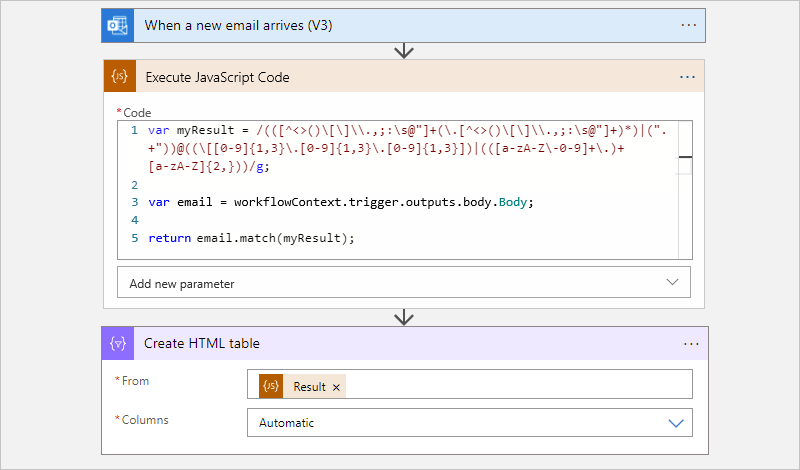 When a new email arrives (V3)
{JS} Execute JavaScript Code
* Code
1 var myResult = /(([^<>()\[\]\\.,;:\s@"]+(\.[^<>()\[\]\\.,;:\s@"]+)*)|(".
+"))@((\[[0-9]{1,3}\.[0-9]{1,3}\.[0-9]{1,3}])|(([a-zA-Z\-0-9]+\.)+
[a-zA-Z]{2,}))/g;
2
3 var email = workflowContext.trigger.outputs.body.Body;
4
5 return email.match(myResult);
Add new parameter
Create HTML table
* From
{JS} Result ×
* Columns
Automatic